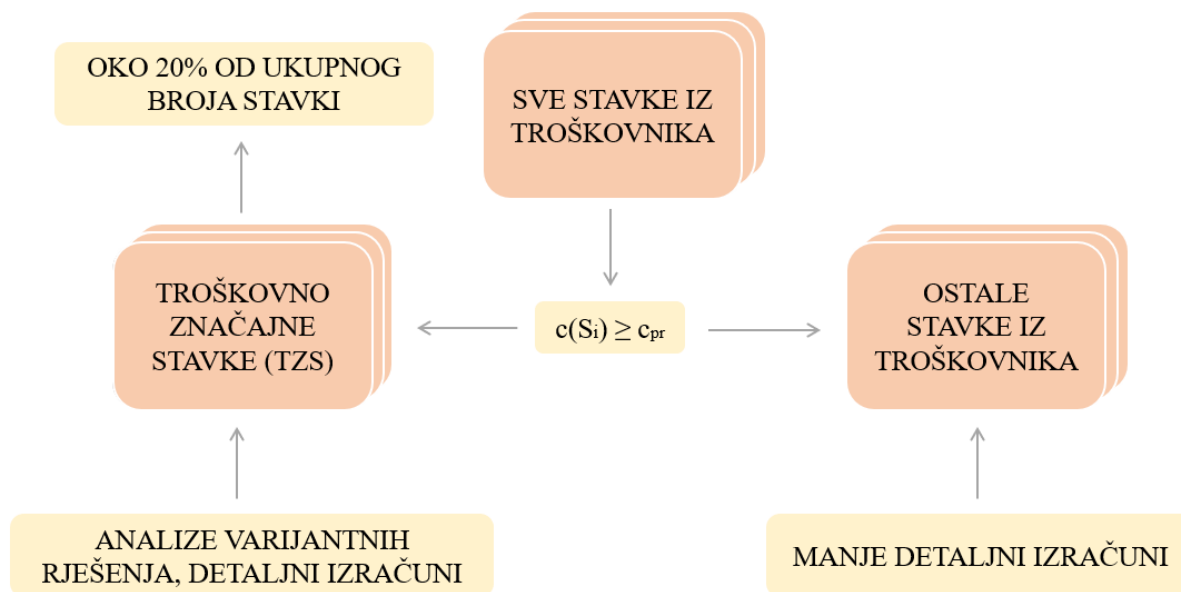 OKO 20% OD UKUPNOG
BROJA STAVKI
SVE STAVKE IZ
TROŠKOVNIKA
TROŠKOVNO
ZNAČAJNE
STAVKE (TZS)
c(Si) ≥ cpr
OSTALE
STAVKE IZ
TROŠKOVNIKA
ANALIZE VARIJANTNIH
RJEŠENJA, DETALJNI IZRAČUNI
MANJE DETALJNI IZRAČUNI